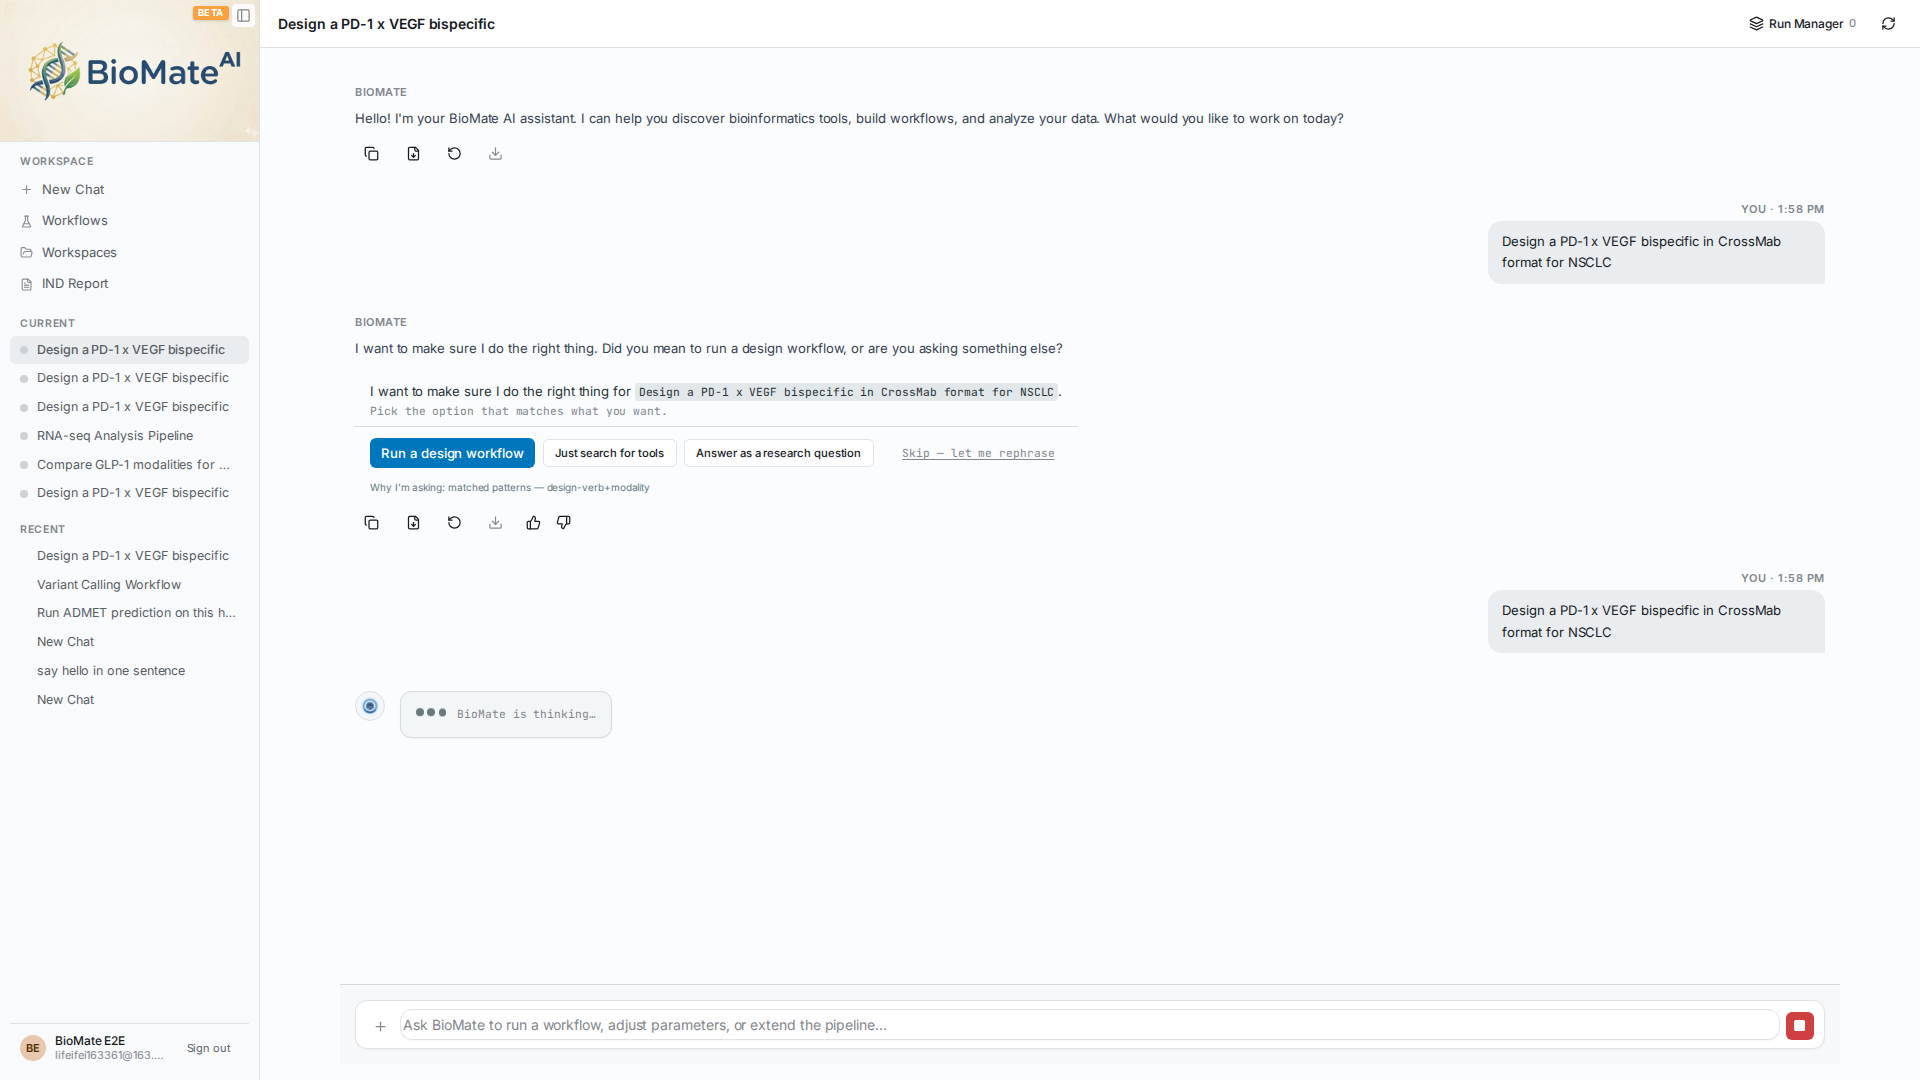 BETA
BioMate AI
WORKSPACE
New Chat
Workflows
Workspaces
IND Report
CURRENT
Design a PD-1 x VEGF bispecific
Design a PD-1 x VEGF bispecific
Design a PD-1 x VEGF bispecific
RNA-seq Analysis Pipeline
Compare GLP-1 modalities for ...
Design a PD-1 x VEGF bispecific
RECENT
Design a PD-1 x VEGF bispecific
Variant Calling Workflow
Run ADMET prediction on this h...
New Chat
say hello in one sentence
New Chat
BE
BioMate E2E
lifeifei163361@163....
Sign out
Design a PD-1 x VEGF bispecific
Run Manager 0
BIOMATE
Hello! I'm your BioMate AI assistant. I can help you discover bioinformatics tools, build workflows, and analyze your data. What would you like to work on today?
YOU · 1:58 PM
Design a PD-1 x VEGF bispecific in CrossMab
format for NSCLC
BIOMATE
I want to make sure I do the right thing. Did you mean to run a design workflow, or are you asking something else?
I want to make sure I do the right thing for Design a PD-1 x VEGF bispecific in CrossMab format for NSCLC.
Pick the option that matches what you want.
Run a design workflow
Just search for tools
Answer as a research question
Skip — let me rephrase
Why I'm asking: matched patterns — design-verb+modality
YOU · 1:58 PM
Design a PD-1 x VEGF bispecific in CrossMab
format for NSCLC
BioMate is thinking…
Ask BioMate to run a workflow, adjust parameters, or extend the pipeline...